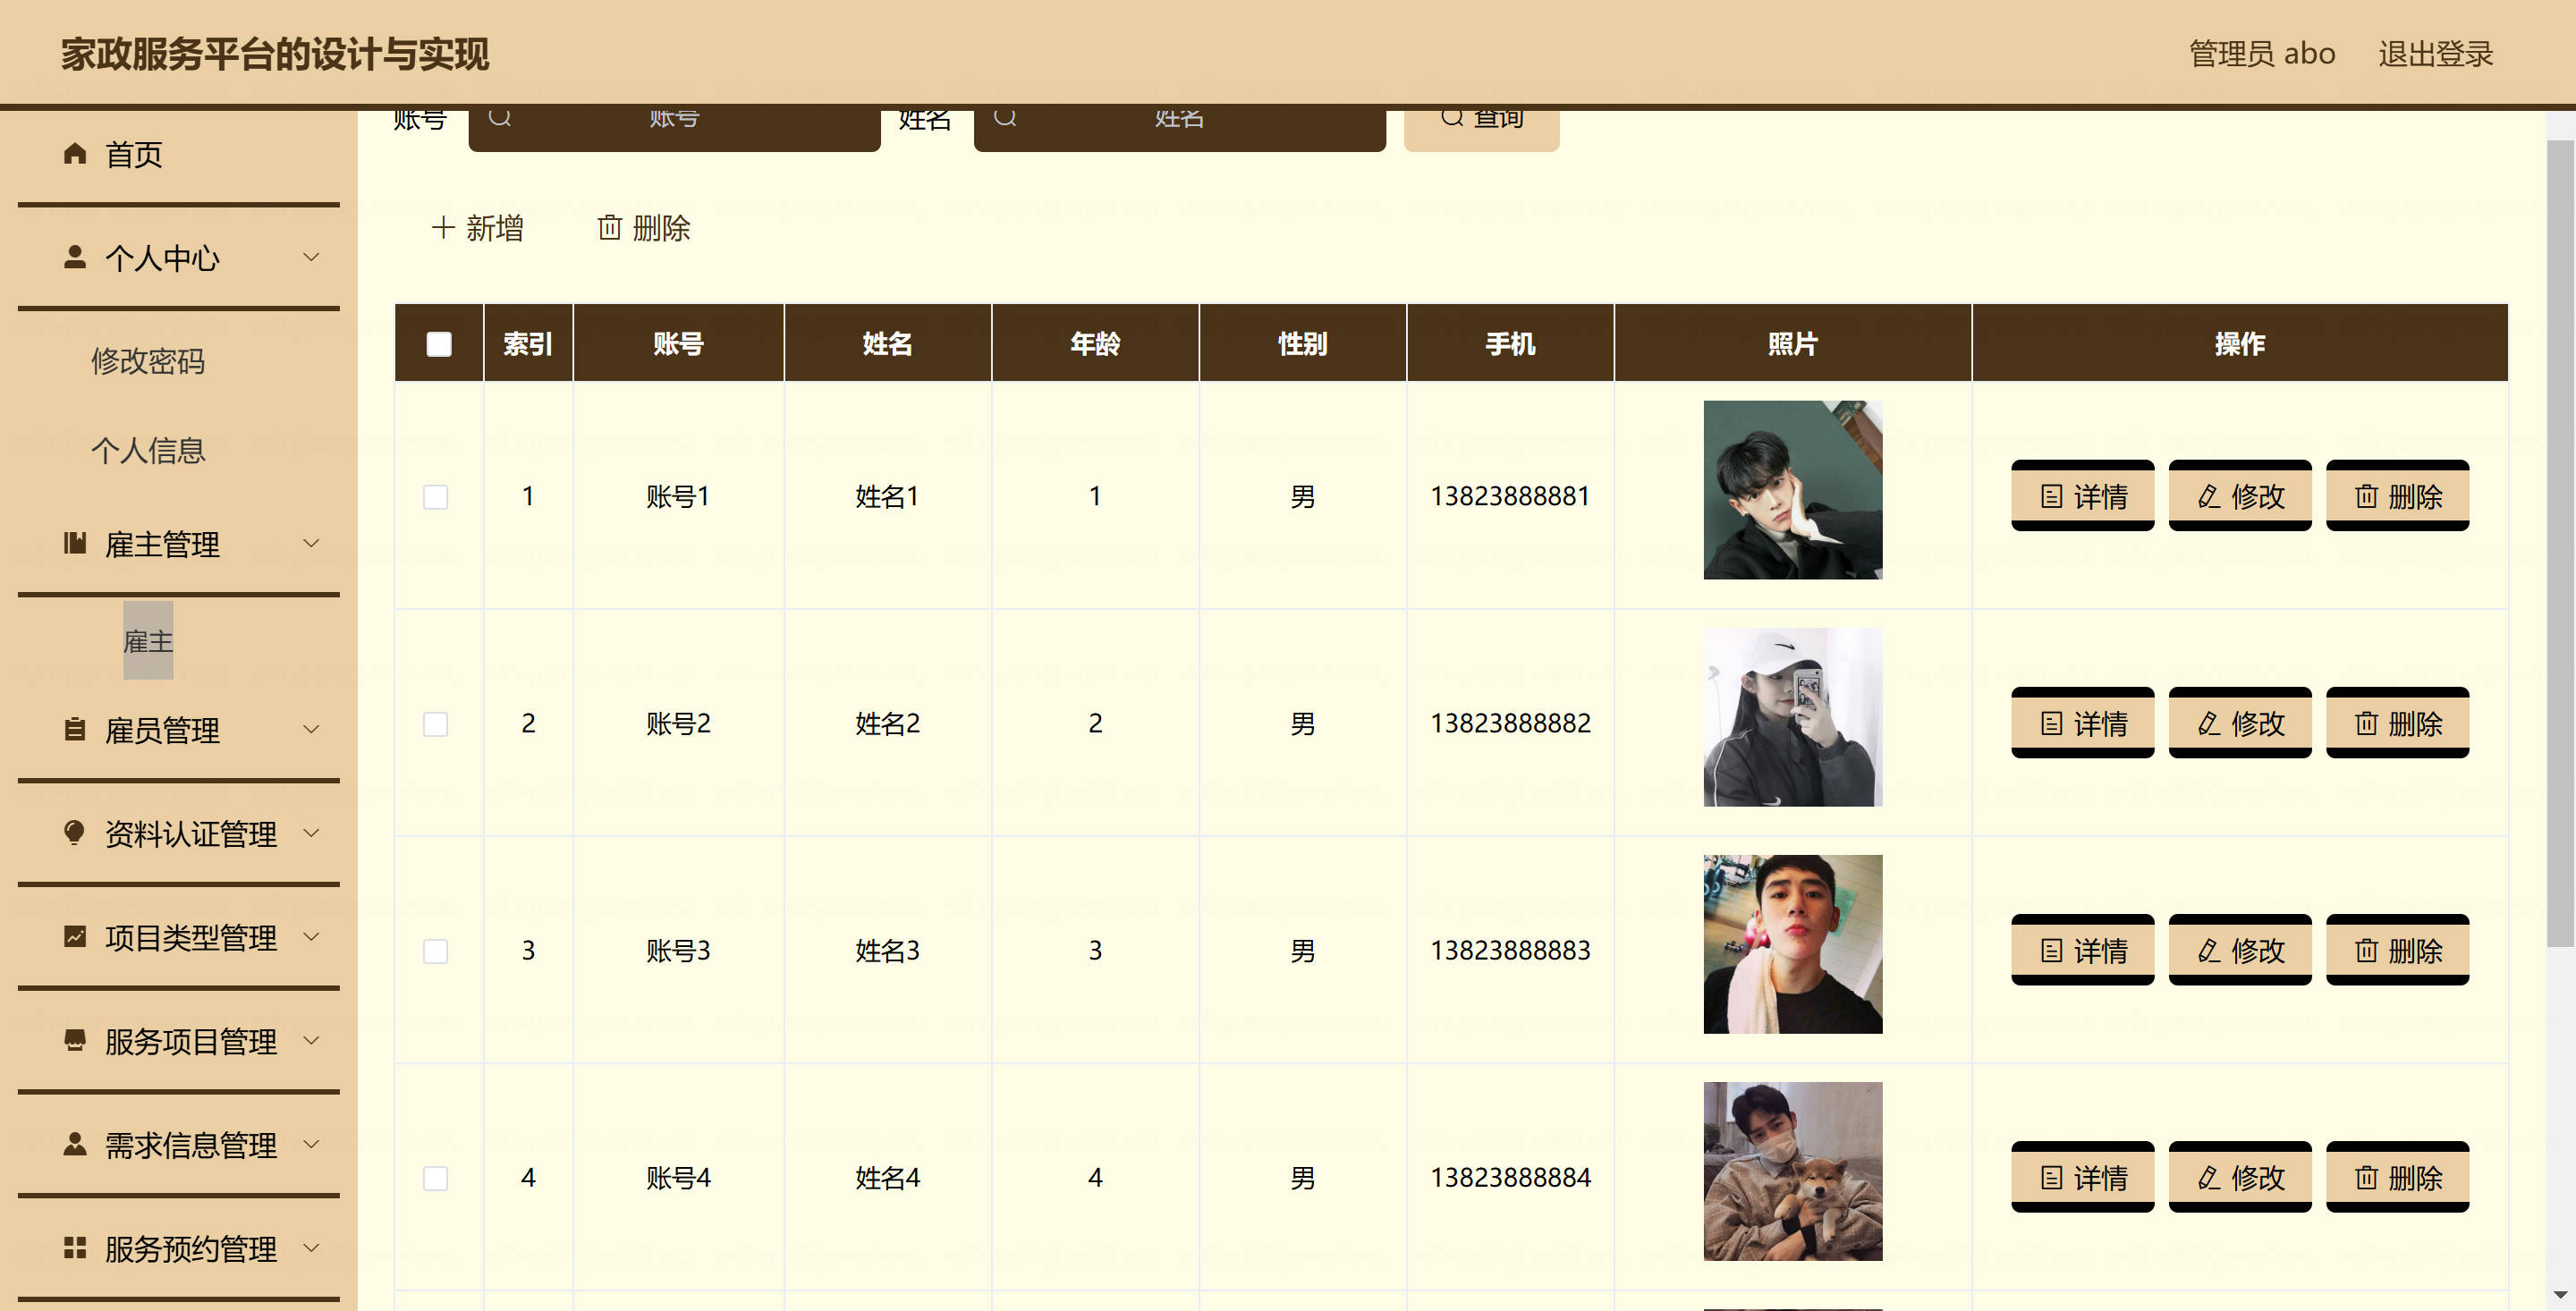 家政服务平台的设计与实现
管理员 abo 退出登录
账号 账号 姓名 姓名 查询
首页
新增 删除
个人中心
修改密码
个人信息
雇主管理
雇主
雇员管理
资料认证管理
项目类型管理
服务项目管理
需求信息管理
服务预约管理
索引 账号 姓名 年龄 性别 手机 照片 操作
1 账号1 姓名1 1 男 13823888881 详情 修改 删除
2 账号2 姓名2 2 男 13823888882 详情 修改 删除
3 账号3 姓名3 3 男 13823888883 详情 修改 删除
4 账号4 姓名4 4 男 13823888884 详情 修改 删除